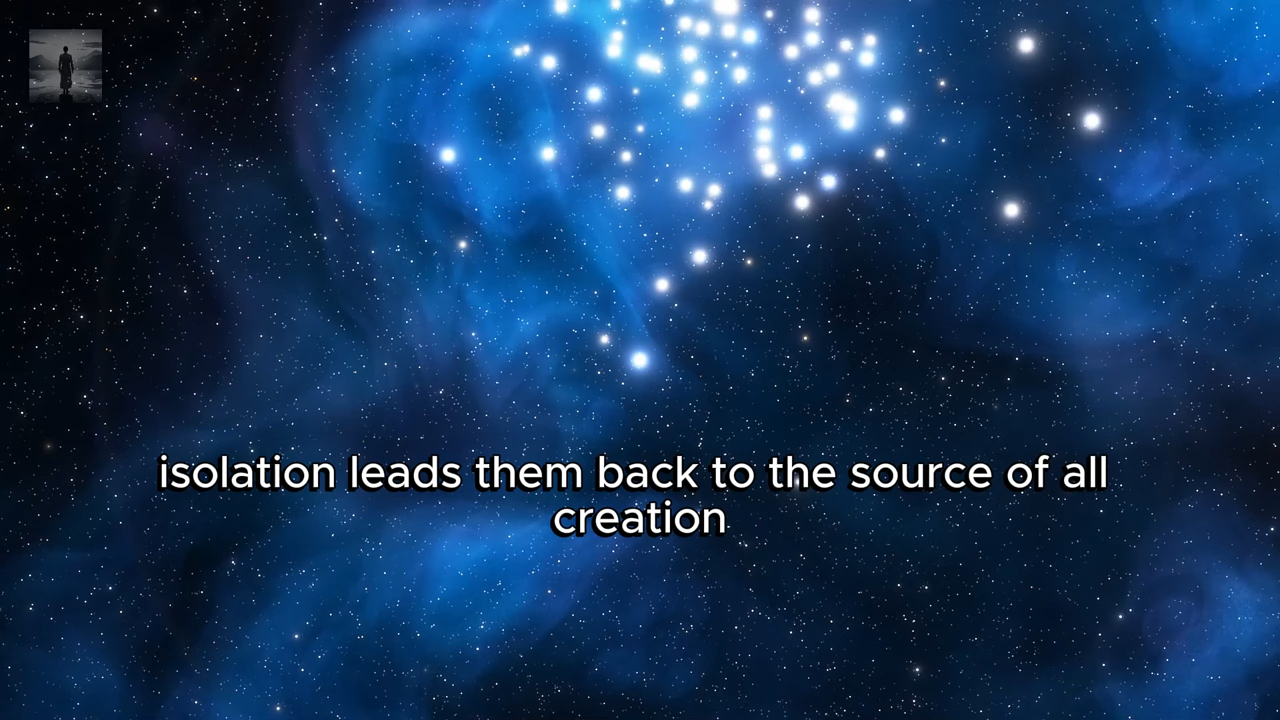 isolation leads them back to the source of all
creation